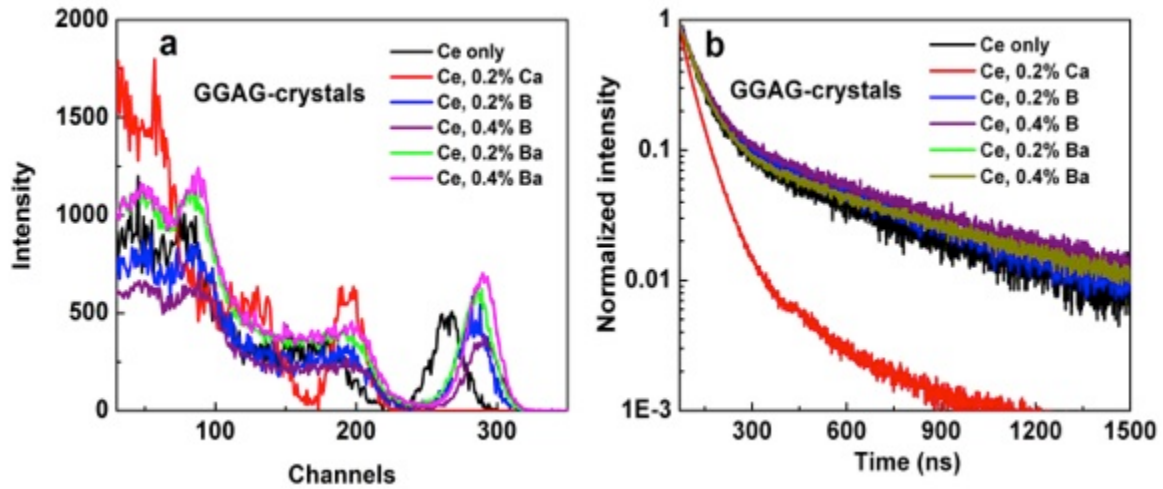 a
GGAG-crystals
Ce only
Ce, 0.2% Ca
Ce, 0.2% B
Ce, 0.4% B
Ce, 0.2% Ba
Ce, 0.4% Ba
2000
1500
1000
500
0
100
200
300
Intensity
Channels
b
GGAG-crystals
Ce only
Ce, 0.2% Ca
Ce, 0.2% B
Ce, 0.4% B
Ce, 0.2% Ba
Ce, 0.4% Ba
1
0.1
0.01
1E-3
300
600
900
1200
1500
Normalized intensity
Time (ns)